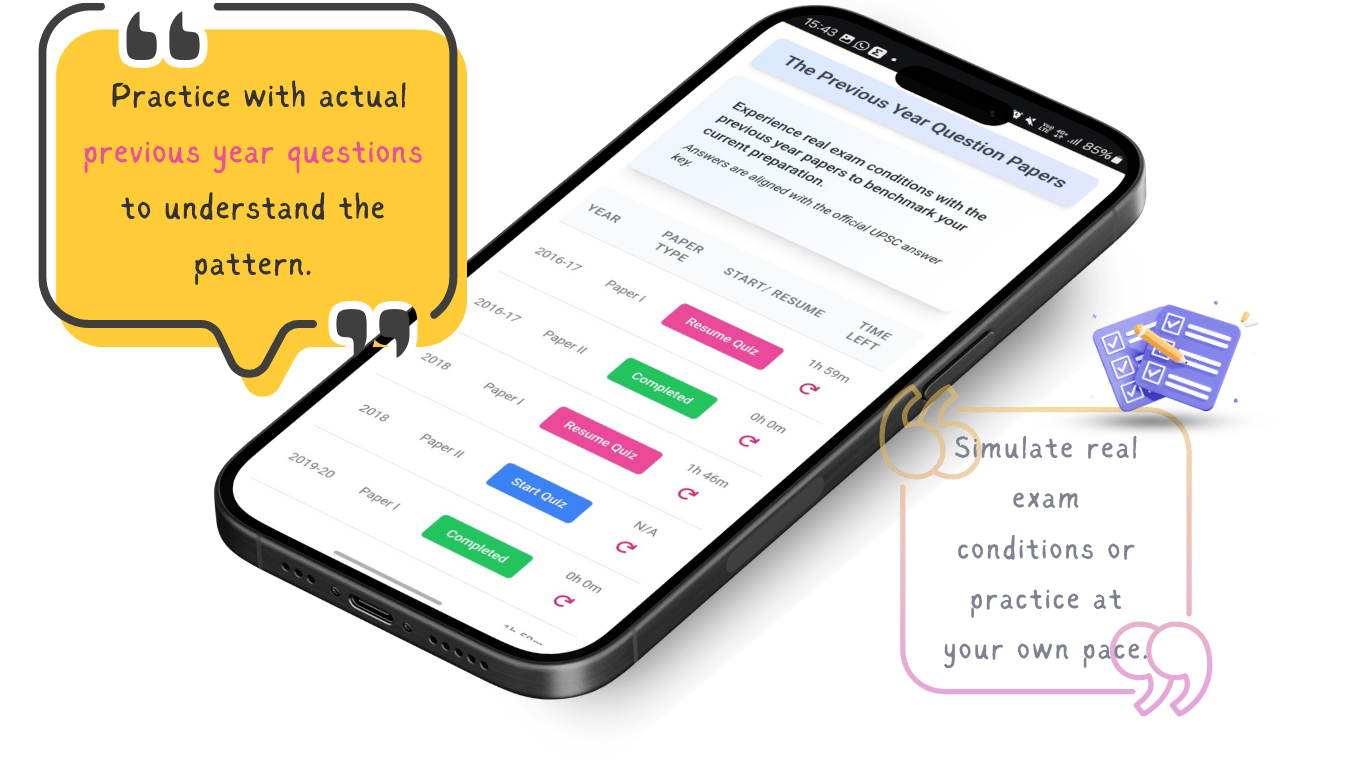 Practice with actual
previous year questions
to understand the
pattern.
15:43
85%
The Previous Year Question Papers
Experience real exam conditions with the
previous year papers to benchmark your
current preparation.
Answers are aligned with the official UPSC answer
key.
YEAR PAPER TYPE START/ RESUME TIME LEFT
2016-17 Paper I Resume Quiz 1h 59m
2016-17 Paper II Completed 0h 0m
2018 Paper I Resume Quiz 1h 46m
2018 Paper II Start Quiz N/A
2019-20 Paper I Completed 0h 0m
Simulate real
exam
conditions or
practice at
your own pace.